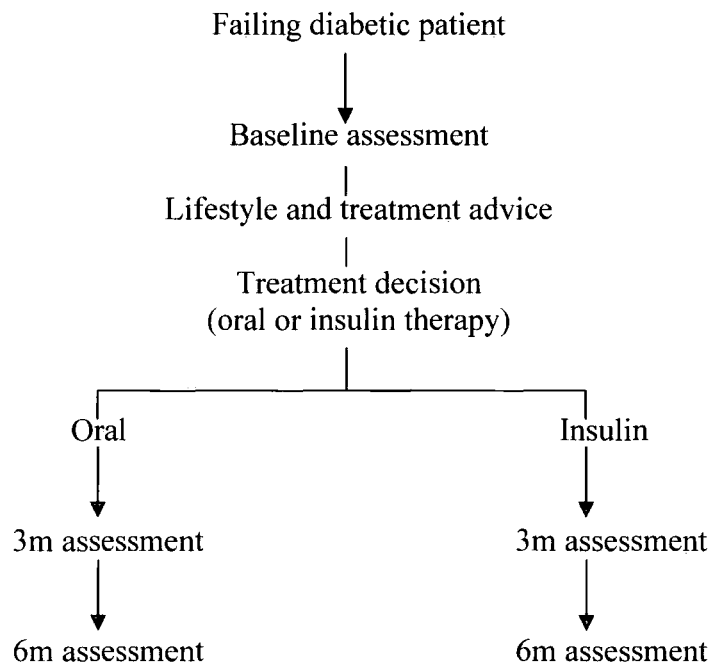 Failing diabetic patient
Baseline assessment
Lifestyle and treatment advice
Treatment decision
(oral or insulin therapy)
Oral
Insulin
3m assessment
3m assessment
6m assessment
6m assessment